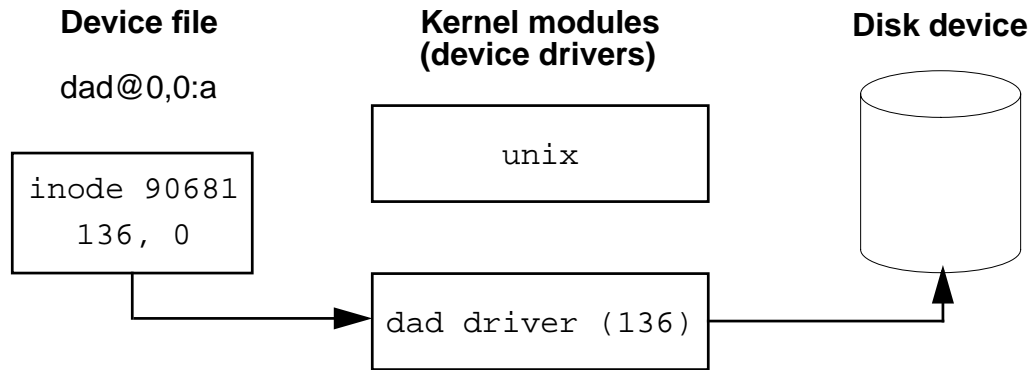 Device file
Kernel modules
(device drivers)
Disk device
dad@0,0:a
unix
inode 90681
136, 0
dad driver (136)